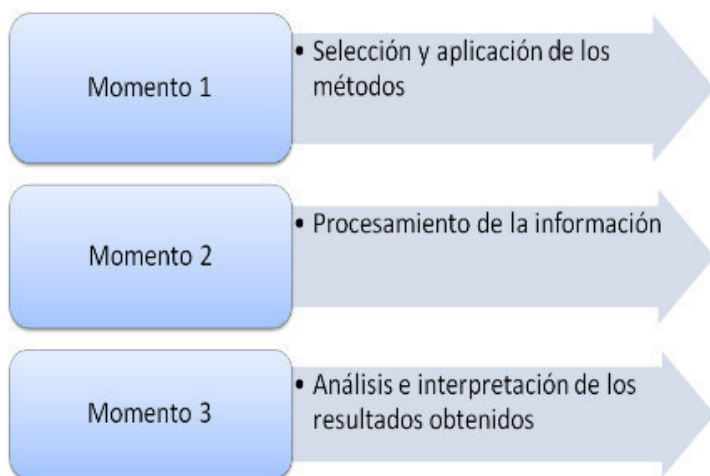 Momento 1
• Selección y aplicación de los
métodos
Momento 2
• Procesamiento de la información
Momento 3
• Análisis e interpretación de los
resultados obtenidos